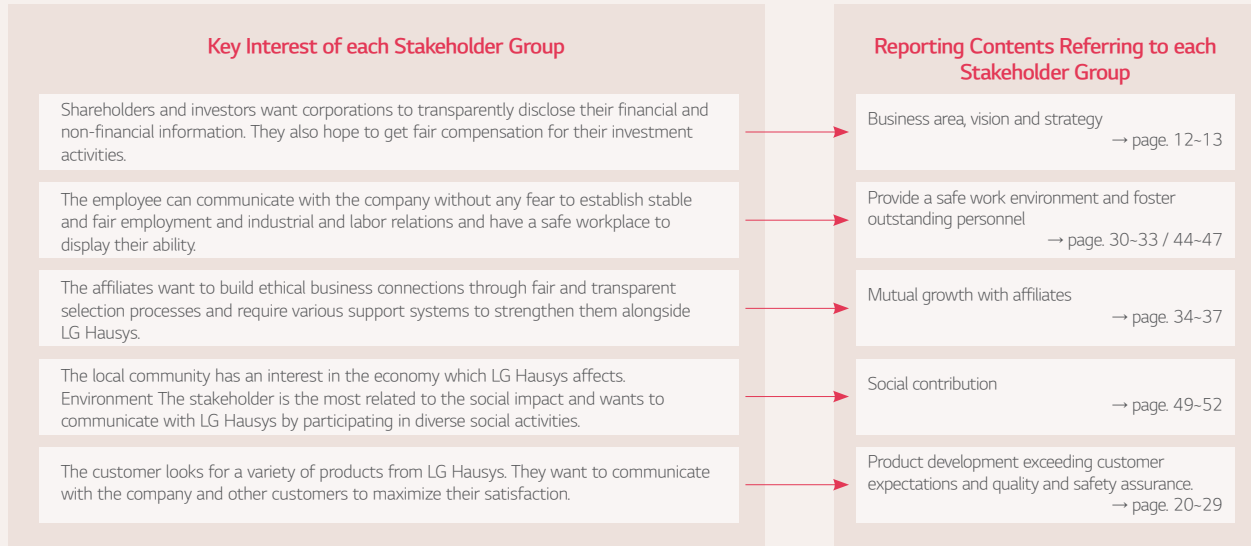 Key Interest of each Stakeholder Group
Reporting Contents Referring to each
Stakeholder Group
Shareholders and investors want corporations to transparently disclose their financial and
non-financial information. They also hope to get fair compensation for their investment
activities.
Business area, vision and strategy
→ page. 12~13
The employee can communicate with the company without any fear to establish stable
and fair employment and industrial and labor relations and have a safe workplace to
display their ability.
Provide a safe work environment and foster
outstanding personnel
→ page. 30~33 / 44~47
The affiliates want to build ethical business connections through fair and transparent
selection processes and require various support systems to strengthen them alongside
LG Hausys.
Mutual growth with affiliates
→ page. 34~37
The local community has an interest in the economy which LG Hausys affects.
Environment The stakeholder is the most related to the social impact and wants to
communicate with LG Hausys by participating in diverse social activities.
Social contribution
→ page. 49~52
The customer looks for a variety of products from LG Hausys. They want to communicate
with the company and other customers to maximize their satisfaction.
Product development exceeding customer
expectations and quality and safety assurance.
→ page. 20~29